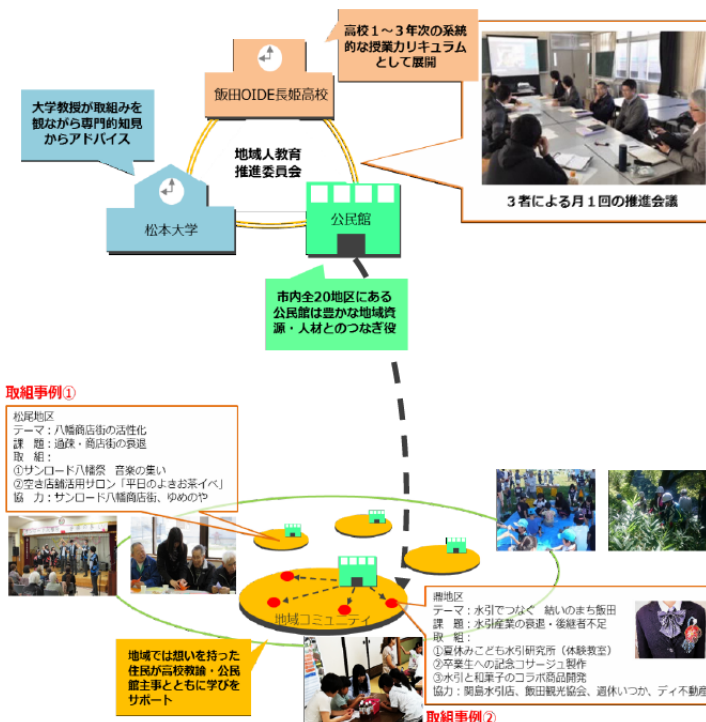 高校１～３年次の系統
的な授業カリキュラム
として展開
飯田OIDE長姫高校
大学教授が取組みを
観ながら専門的知見
からアドバイス
地域人教育
推進委員会
松本大学
公民館
３者による月１回の推進会議
市内全20地区にある
公民館は豊かな地域資
源・人材とのつなぎ役
取組事例①
松尾地区
テーマ：八幡商店街の活性化
課　題：過疎・商店街の衰退
取　組：
①サンロード八幡祭　音楽の集い
②空き店舗活用サロン「平日のよきお茶イベ」
協　力：サンロード八幡商店街、ゆめのや
地域コミュニティ
鼎地区
テーマ：水引でつなぐ　結いのまち飯田
課　題：水引産業の衰退・後継者不足
取　組：
①夏休みこども水引研究所（体験教室）
②卒業生への記念コサージュ製作
③水引と和菓子のコラボ商品開発
協力：関島水引店、飯田観光協会、週休いつか、ディ不動産
地域では想いを持った
住民が高校教諭・公民
館主事とともに学びを
サポート
取組事例②